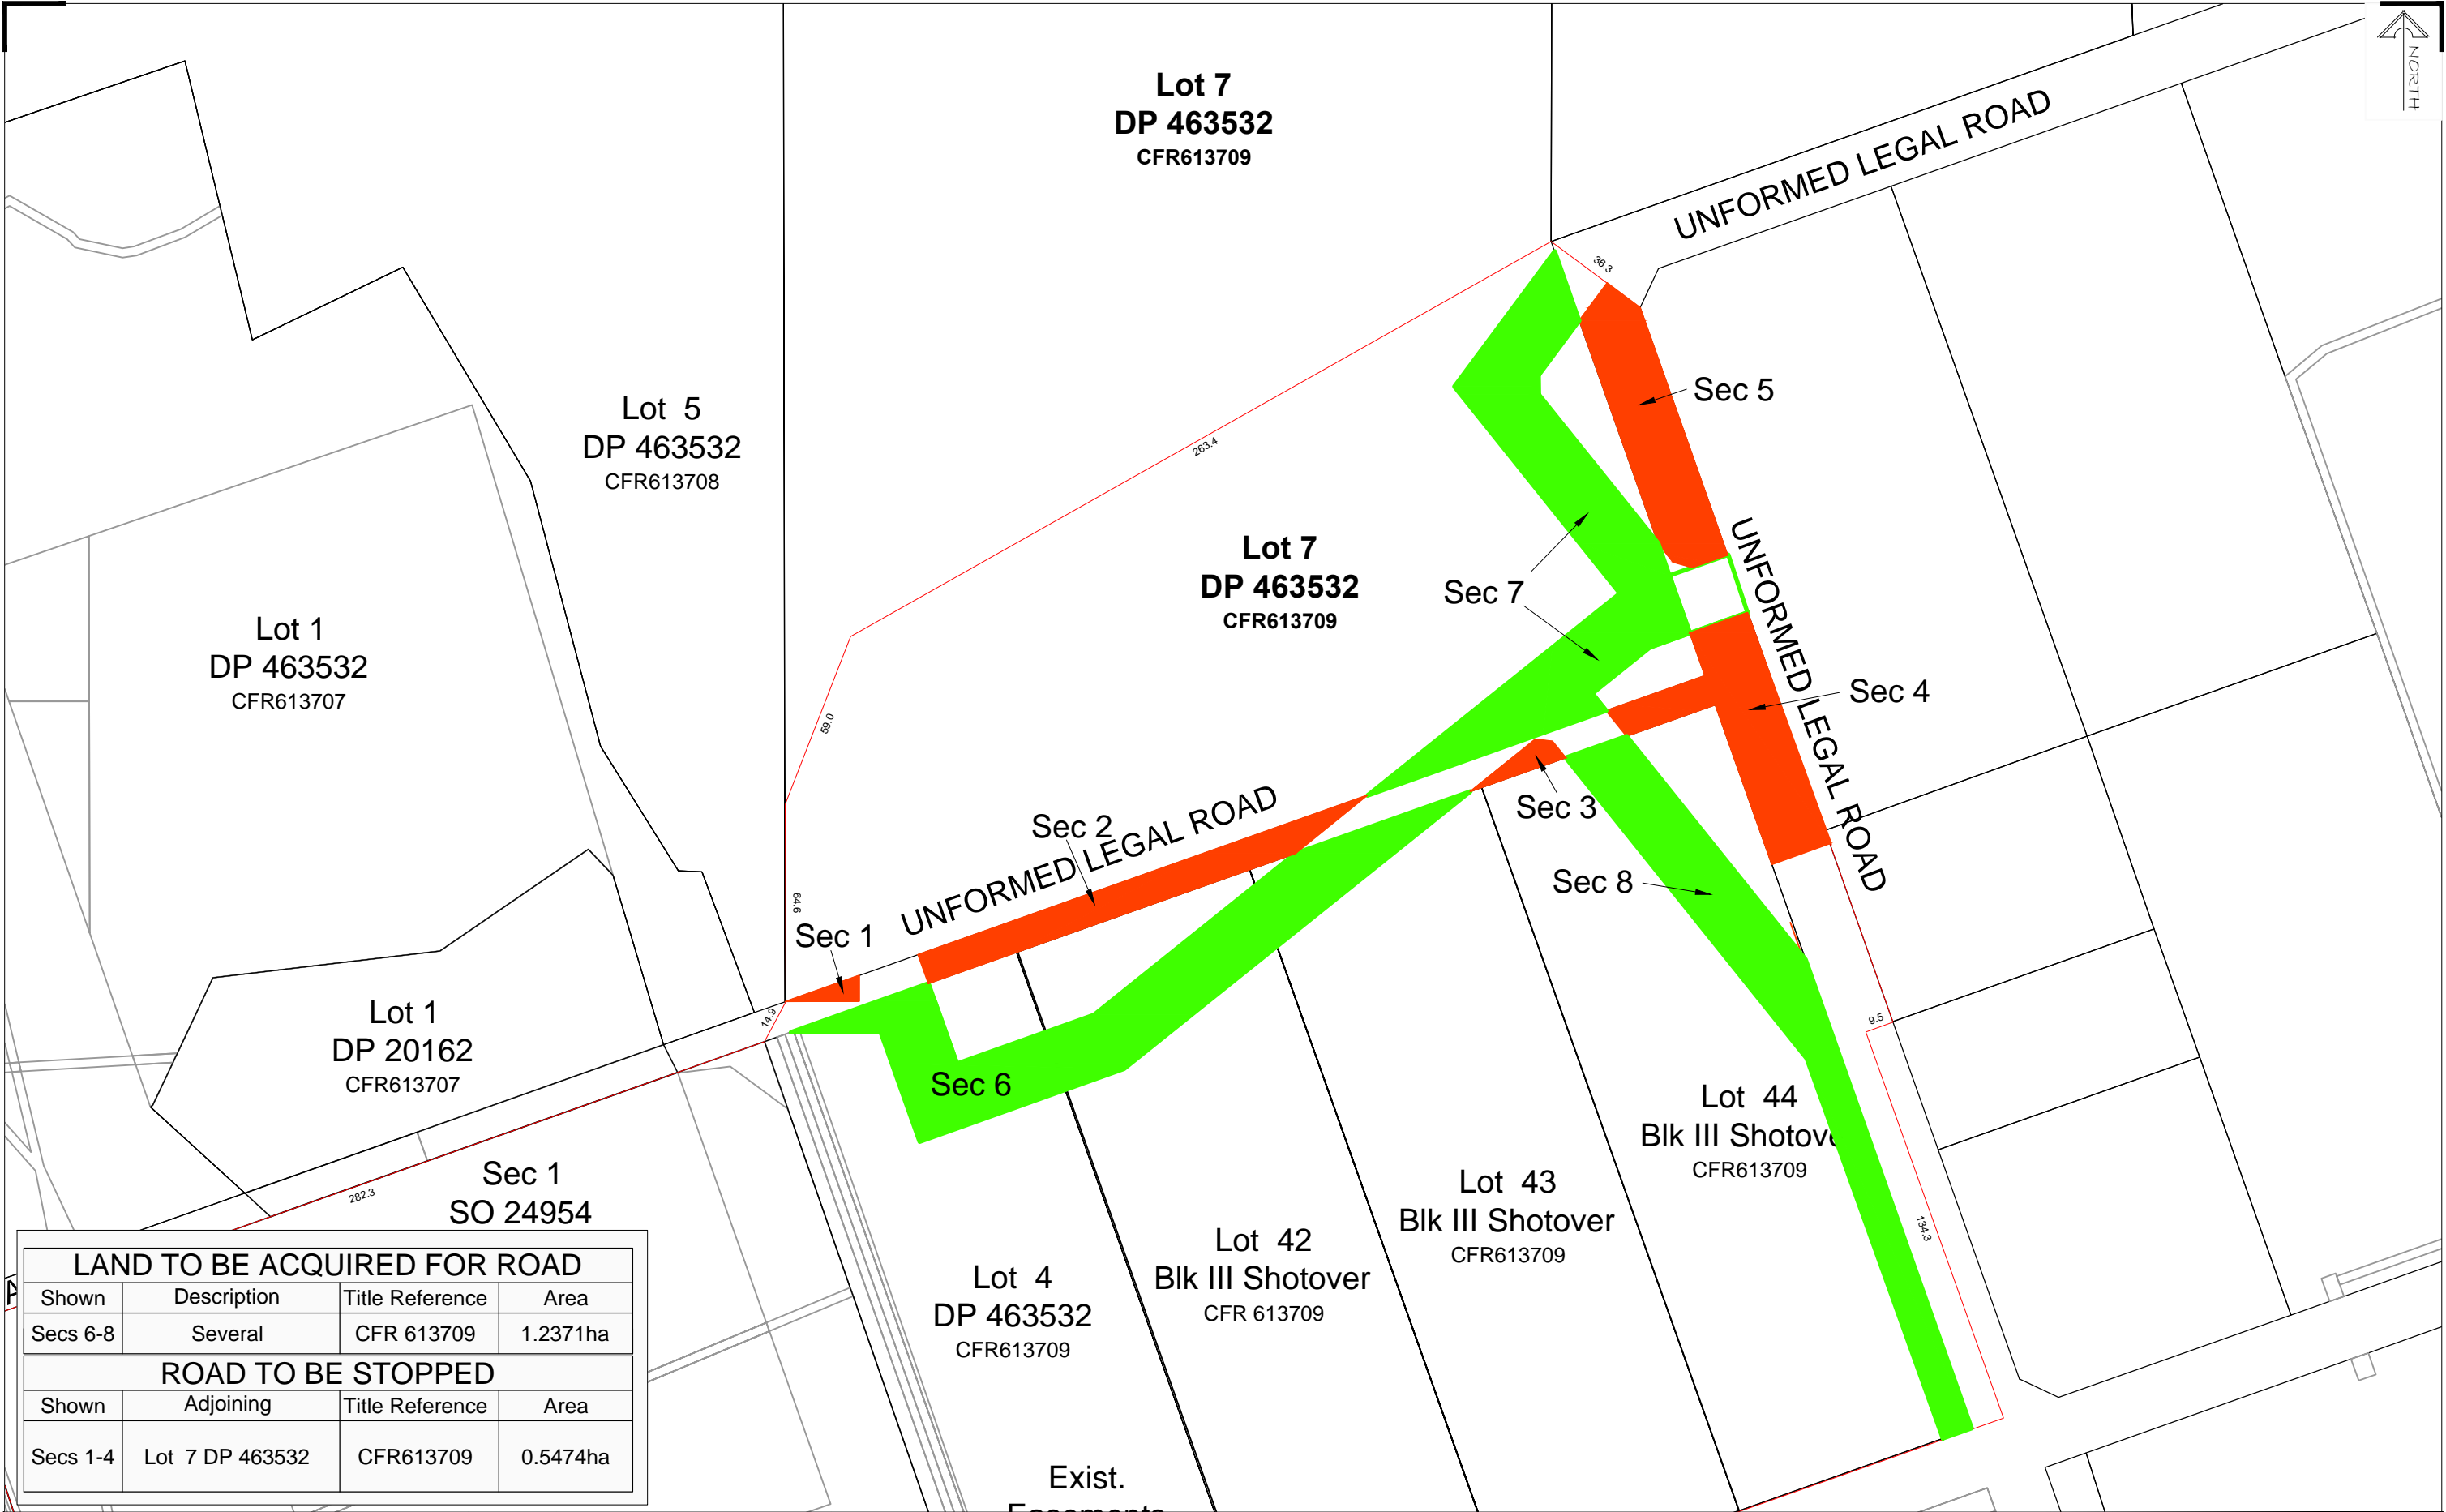 NORTH
Lot 7
DP 463532
CFR613709
UNFORMED LEGAL ROAD
36.3
Sec 5
Lot 5
DP 463532
CFR613708
263.4
Lot 7
DP 463532
CFR613709
Sec 7
UNFORMED LEGAL ROAD
Lot 1
DP 463532
CFR613707
59.0
Sec 4
Sec 3
Sec 2
UNFORMED LEGAL ROAD
64.6
Sec 1
Sec 8
14.9
9.5
Lot 1
DP 20162
CFR613707
Sec 6
Lot 44
Blk III Shotove
CFR613709
134.3
Sec 1
SO 24954
282.3
Lot 43
Blk III Shotover
CFR613709
Lot 42
Blk III Shotover
CFR 613709
Lot 4
DP 463532
CFR613709
Exist.
Easements
LAND TO BE ACQUIRED FOR ROAD
Shown Description Title Reference Area
Secs 6-8 Several CFR 613709 1.2371ha
ROAD TO BE STOPPED
Shown Adjoining Title Reference Area
Secs 1-4 Lot 7 DP 463532 CFR613709 0.5474ha